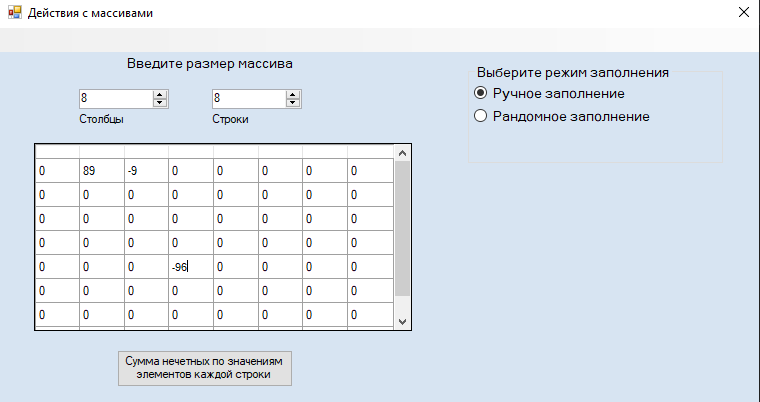 Действия с массивами
Введите размер массива
8 8
Столбцы Строки
Выберите режим заполнения
Ручное заполнение
Рандомное заполнение
0 89 -9 0 0 0 0 0
0 0 0 0 0 0 0 0
0 0 0 0 0 0 0 0
0 0 0 0 0 0 0 0
0 0 0 -96 0 0 0 0
0 0 0 0 0 0 0 0
0 0 0 0 0 0 0 0
Сумма нечетных по значениям
элементов каждой строки